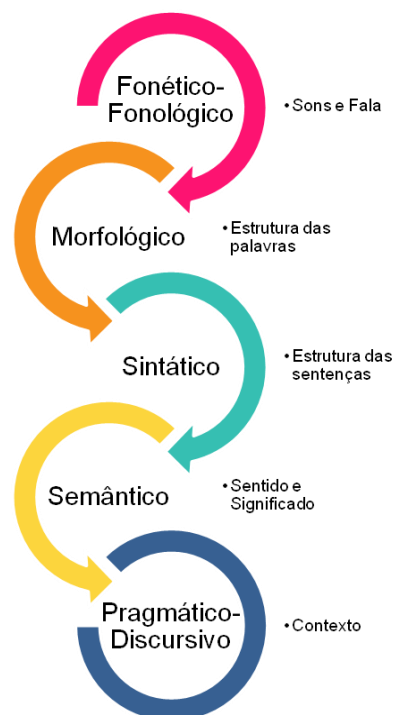 Fonético-
Fonológico
• Sons e Fala
Morfológico
• Estrutura das
palavras
Sintático
• Estrutura das
sentenças
Semântico
• Sentido e
Significado
Pragmático-
Discursivo
• Contexto